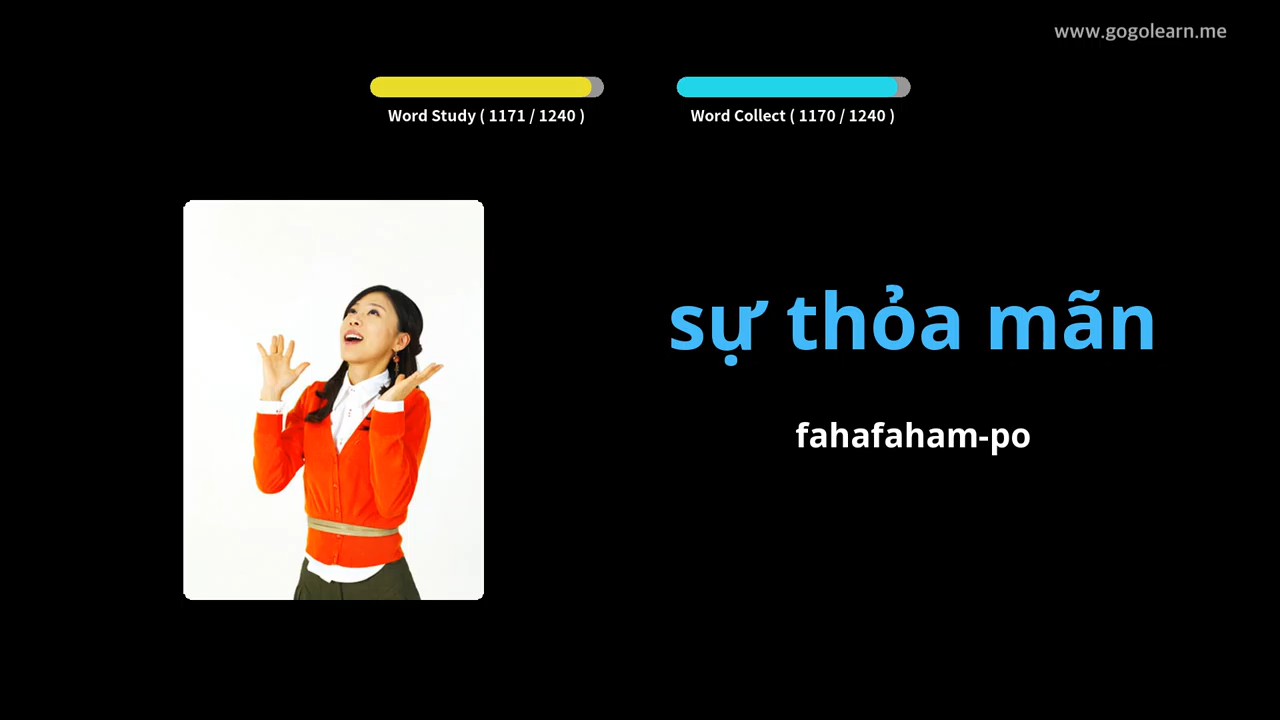 www.gogolearn.me
Word Study ( 1171 / 1240 )
Word Collect ( 1170 / 1240 )
sự thỏa mãn
fahafaham-po